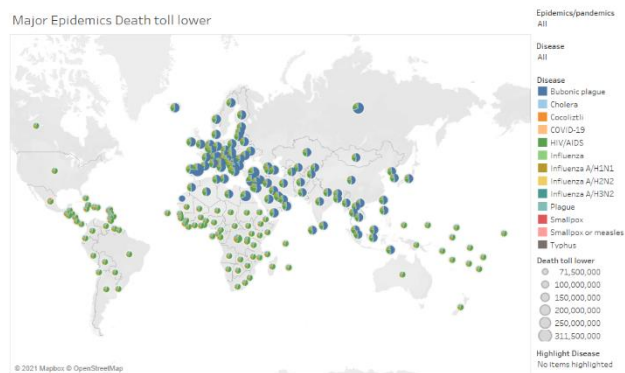 Major Epidemics Death toll lower
Epidemics/pandemics
All
Disease
All
Disease
Bubonic plague
Cholera
Cocoliztli
COVID-19
HIV/AIDS
Influenza
Influenza A/H1N1
Influenza A/H2N2
Influenza A/H3N2
Plague
Smallpox
Smallpox or measles
Typhus
Death toll lower
71,500,000
100,000,000
150,000,000
200,000,000
250,000,000
311,500,000
Highlight Disease
No items highlighted
© 2021 Mapbox © OpenStreetMap